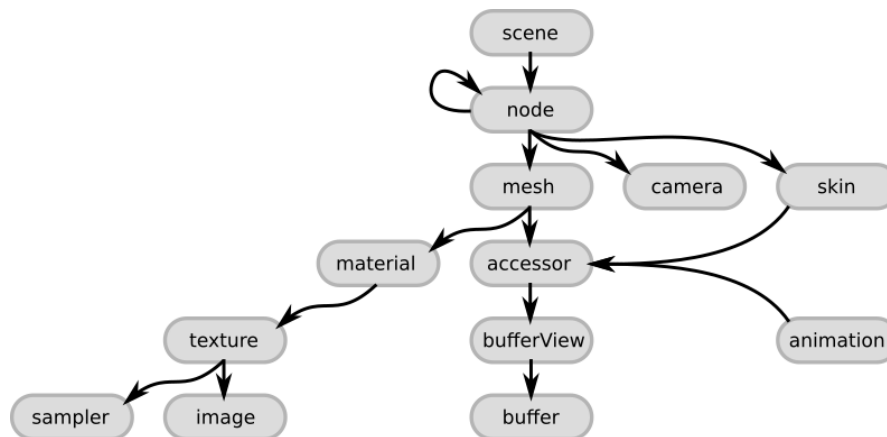 scene
node
mesh
camera
skin
material
accessor
texture
bufferView
animation
sampler
image
buffer